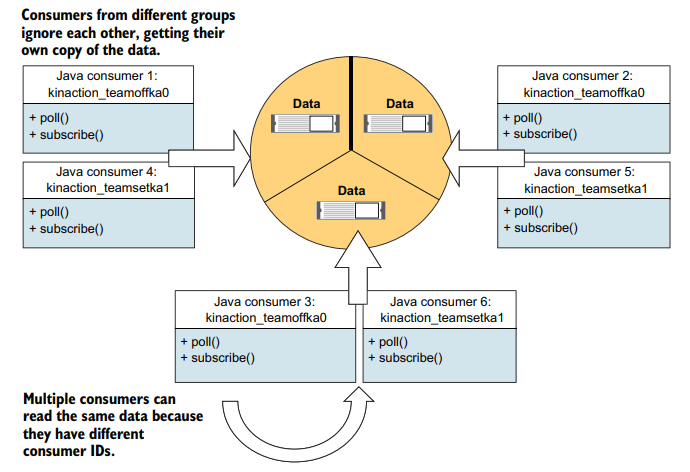 Consumers from different groups
ignore each other, getting their
own copy of the data.
Java consumer 1:
kinaction_teamoffka0
+ poll()
+ subscribe()
Java consumer 4:
kinaction_teamsetka1
+ poll()
+ subscribe()
Data
Data
Data
Java consumer 2:
kinaction_teamoffka0
+ poll()
+ subscribe()
Java consumer 5:
kinaction_teamsetka1
+ poll()
+ subscribe()
Java consumer 3:
kinaction_teamoffka0
+ poll()
+ subscribe()
Java consumer 6:
kinaction_teamsetka1
+ poll()
+ subscribe()
Multiple consumers can
read the same data because
they have different
consumer IDs.